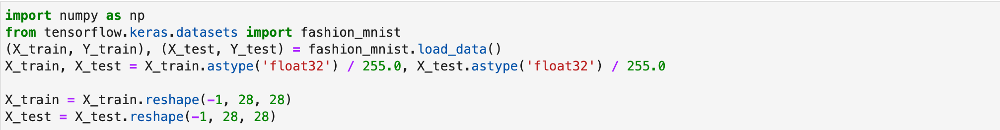 import numpy as np
from tensorflow.keras.datasets import fashion_mnist
(X_train, Y_train), (X_test, Y_test) = fashion_mnist.load_data()
X_train, X_test = X_train.astype('float32') / 255.0, X_test.astype('float32') / 255.0

X_train = X_train.reshape(-1, 28, 28)
X_test = X_test.reshape(-1, 28, 28)